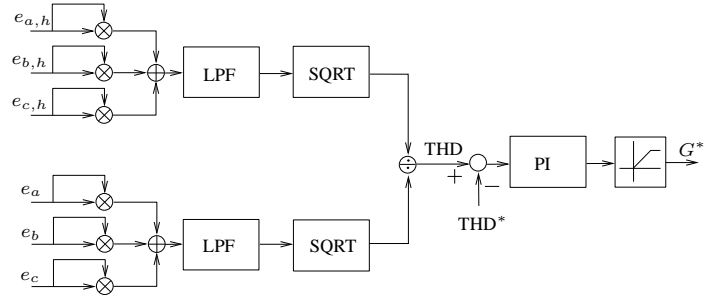 e_{a,h}
e_{b,h}
LPF
SQRT
e_{c,h}
THD
PI
G*
+
−
THD*
e_a
e_b
LPF
SQRT
e_c